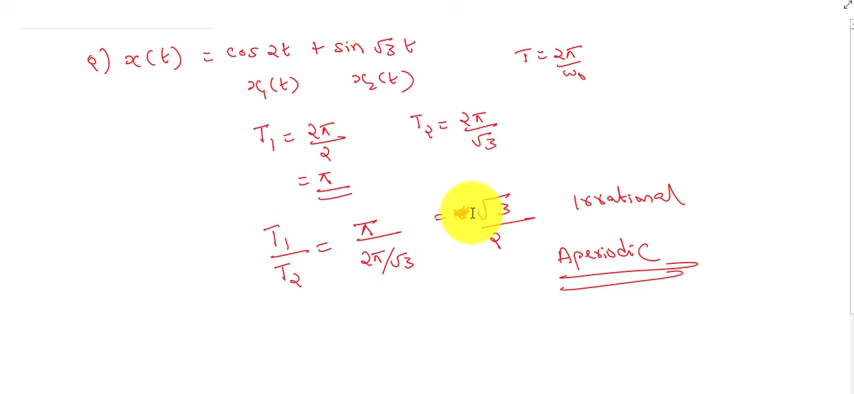 Q) x(t) = cos 2t + sin √3 t
T = 2π/ω₀
x₁(t) x₂(t)
T₁ = 2π/2
T₂ = 2π/√3
= π
T₁/T₂ = π/(2π/√3) = √3/2
Irrational
Aperiodic